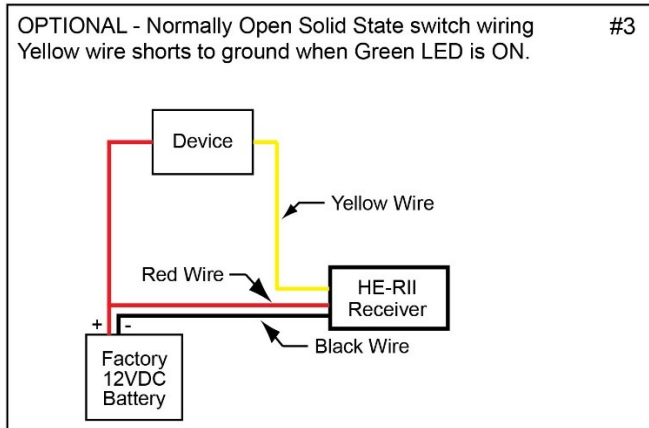 OPTIONAL - Normally Open Solid State switch wiring #3
Yellow wire shorts to ground when Green LED is ON.
Device
Yellow Wire
Red Wire
HE-RII
Receiver
+ -
Black Wire
Factory
12VDC
Battery